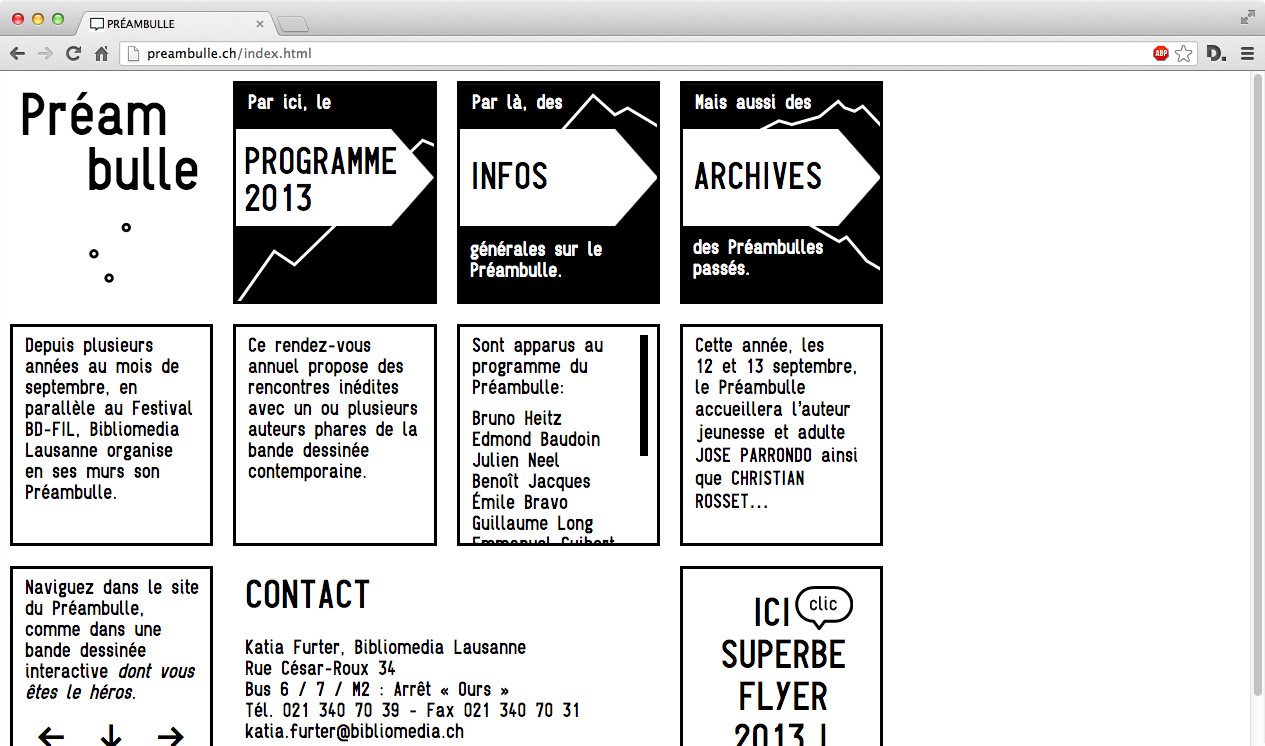 PRÉAMBULLE
preambulle.ch/index.html
ABP
D.
Préam
bulle
Par ici, le
PROGRAMME
2013
Par là, des
INFOS
générales sur le
Préambulle.
Mais aussi des
ARCHIVES
des Préambulles
passés.
Depuis plusieurs
années au mois de
septembre, en
parallèle au Festival
BD-FIL, Bibliomedia
Lausanne organise
en ses murs son
Préambulle.
Ce rendez-vous
annuel propose des
rencontres inédites
avec un ou plusieurs
auteurs phares de la
bande dessinée
contemporaine.
Sont apparus au
programme du
Préambulle:
Bruno Heitz
Edmond Baudoin
Julien Neel
Benoît Jacques
Émile Bravo
Guillaume Long
Emmanuel Guibert
Cette année, les
12 et 13 septembre,
le Préambulle
accueillera l'auteur
jeunesse et adulte
JOSE PARRONDO ainsi
que CHRISTIAN
ROSSET...
Naviguez dans le site
du Préambulle,
comme dans une
bande dessinée
interactive dont vous
êtes le héros.
CONTACT
Katia Furter, Bibliomedia Lausanne
Rue César-Roux 34
Bus 6 / 7 / M2 : Arrêt « Ours »
Tél. 021 340 70 39 - Fax 021 340 70 31
katia.furter@bibliomedia.ch
ICI clic
SUPERBE
FLYER
2013 !